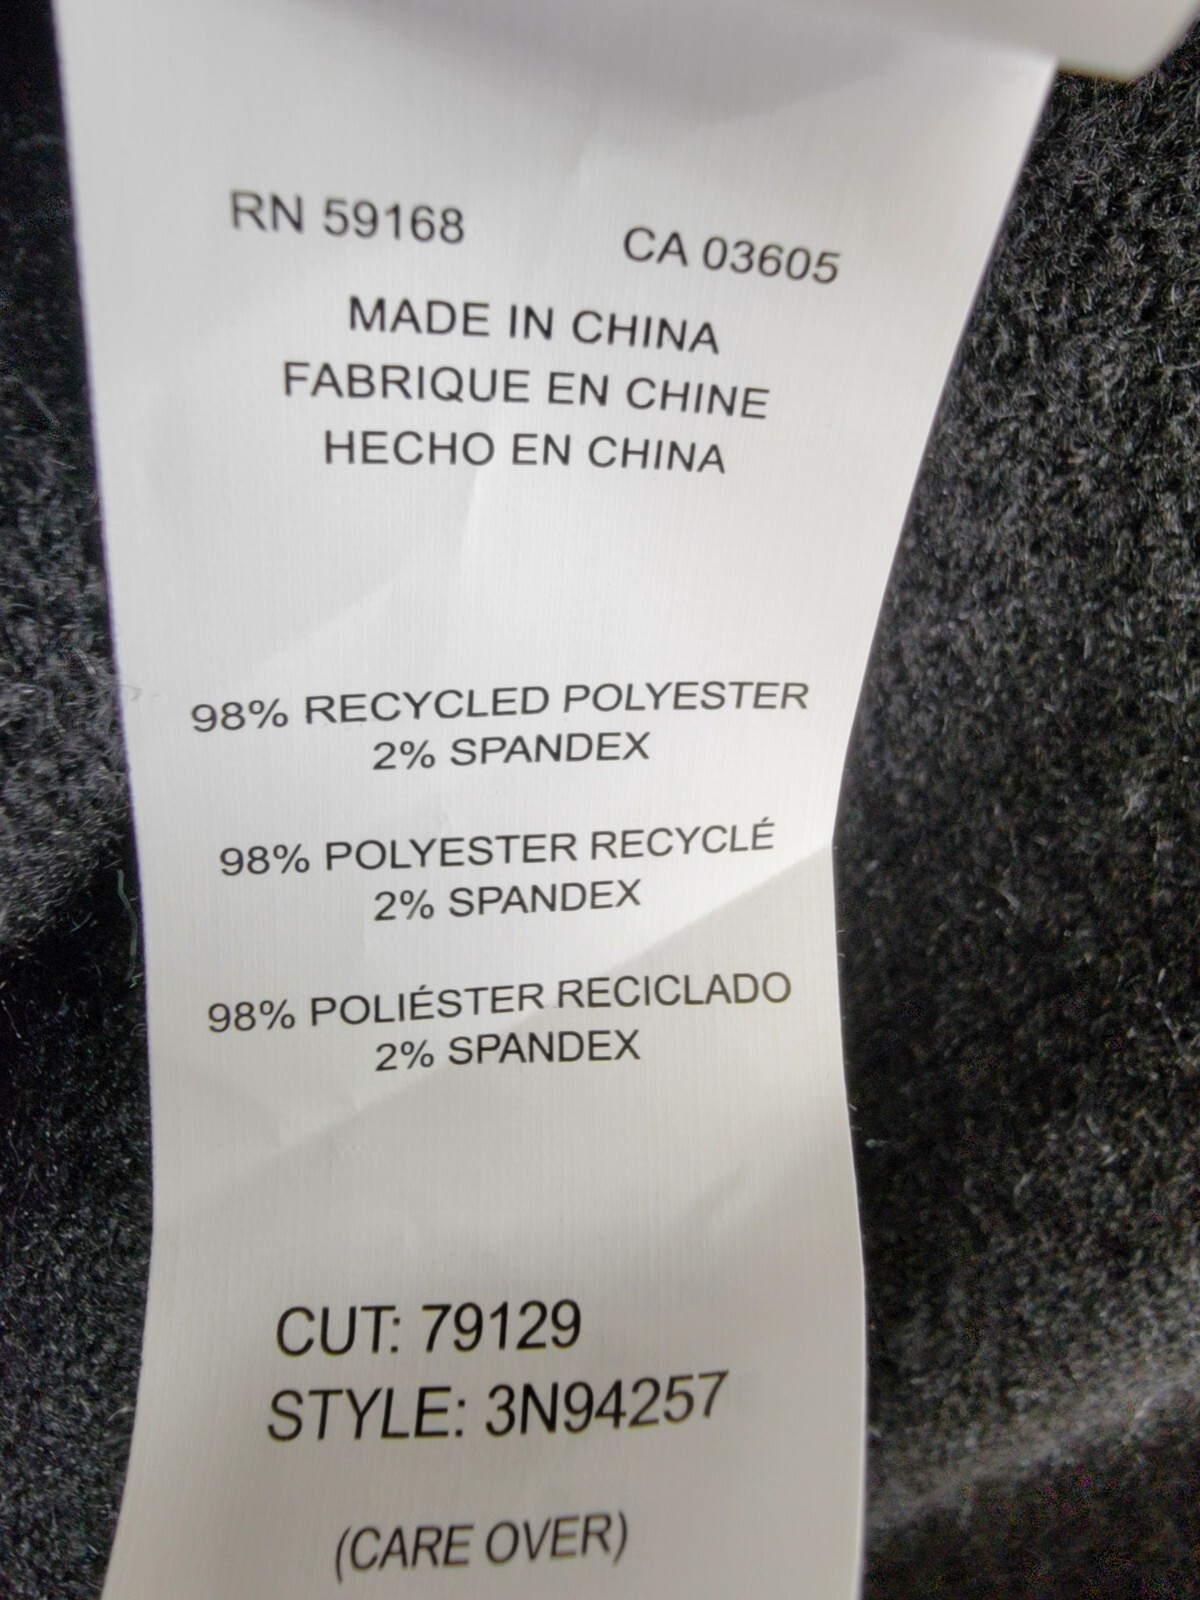 RN 59168 CA 03605
MADE IN CHINA
FABRIQUE EN CHINE
HECHO EN CHINA
98% RECYCLED POLYESTER
2% SPANDEX
98% POLYESTER RECYCLÉ
2% SPANDEX
98% POLIÉSTER RECICLADO
2% SPANDEX
CUT: 79129
STYLE: 3N94257
(CARE OVER)